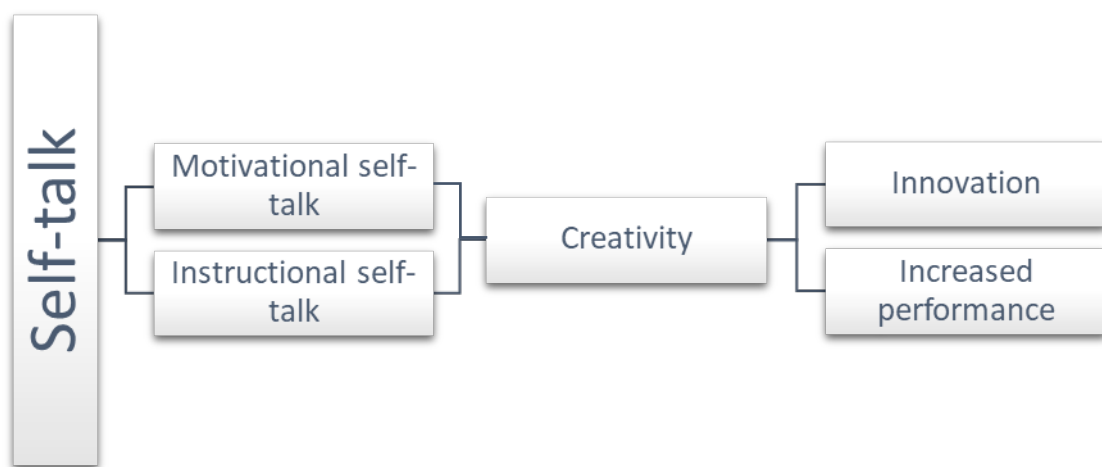 Self-talk
Motivational self-
talk
Instructional self-
talk
Creativity
Innovation
Increased
performance